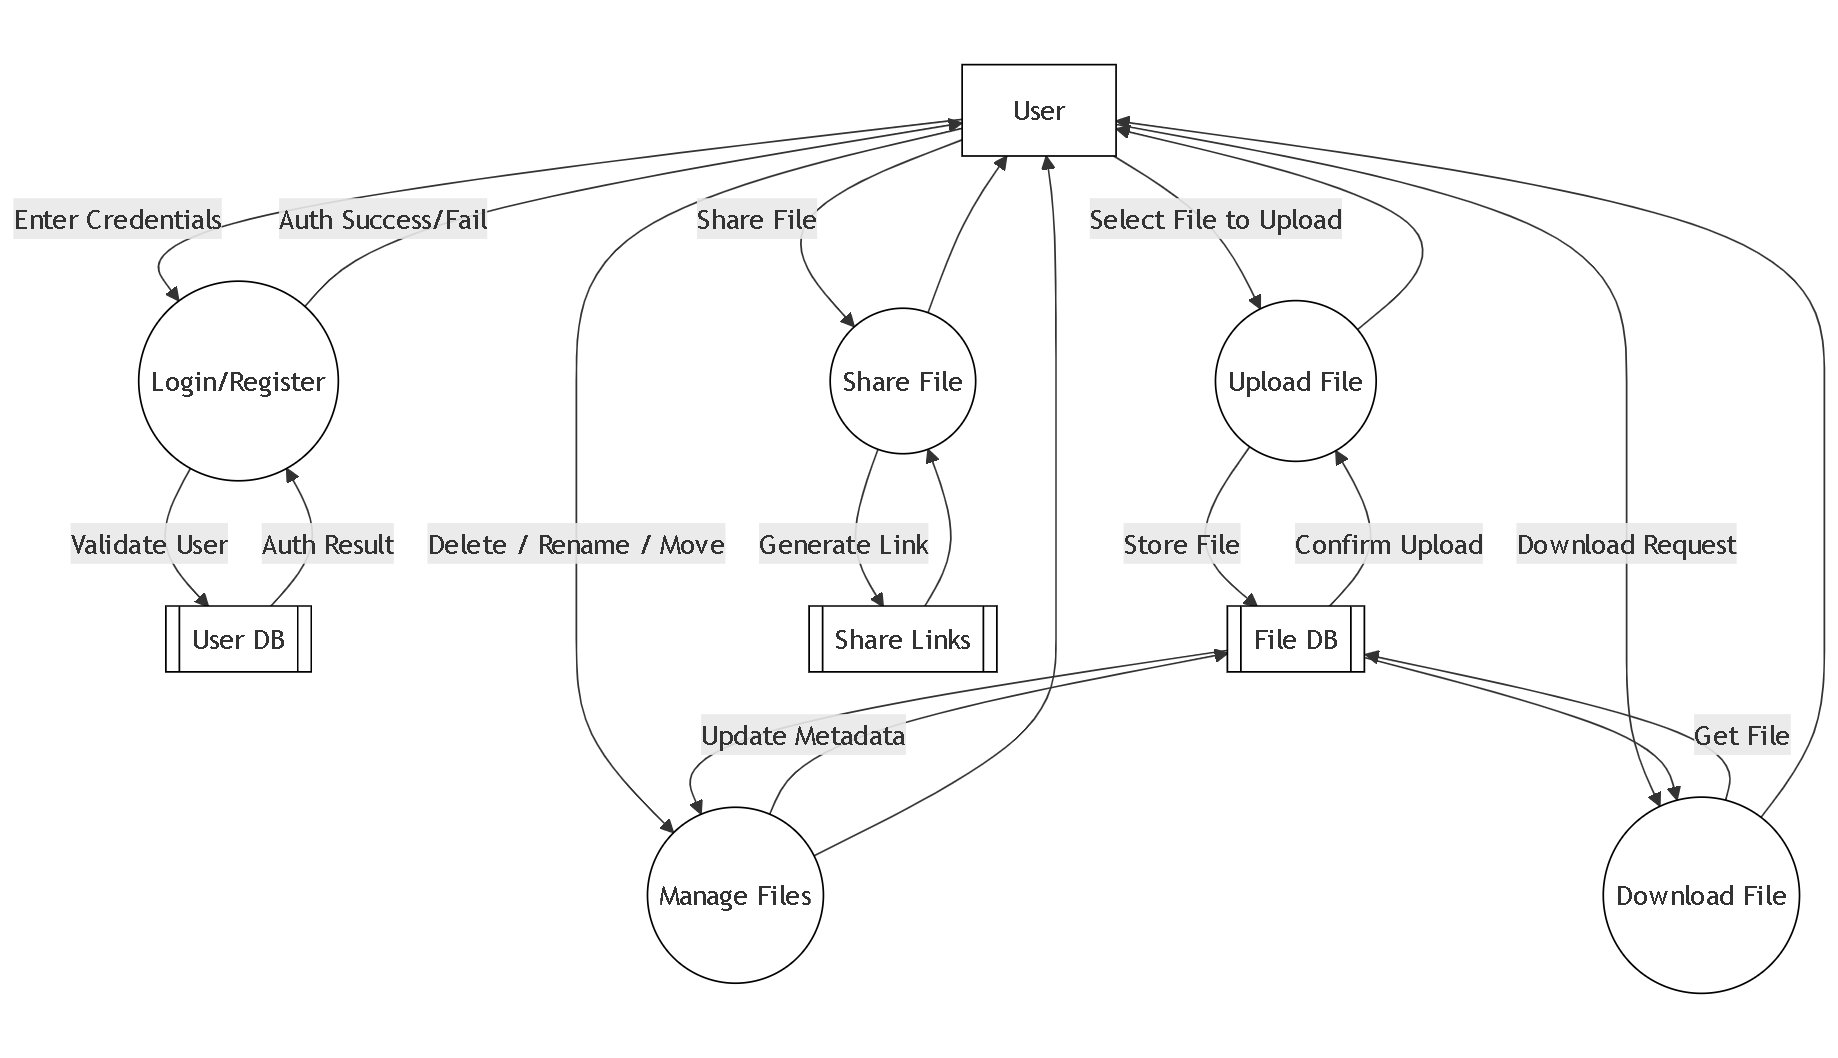 User
Enter Credentials
Auth Success/Fail
Share File
Select File to Upload
Login/Register
Share File
Upload File
Validate User
Auth Result
Delete / Rename / Move
Generate Link
Store File
Confirm Upload
Download Request
User DB
Share Links
File DB
Update Metadata
Get File
Manage Files
Download File